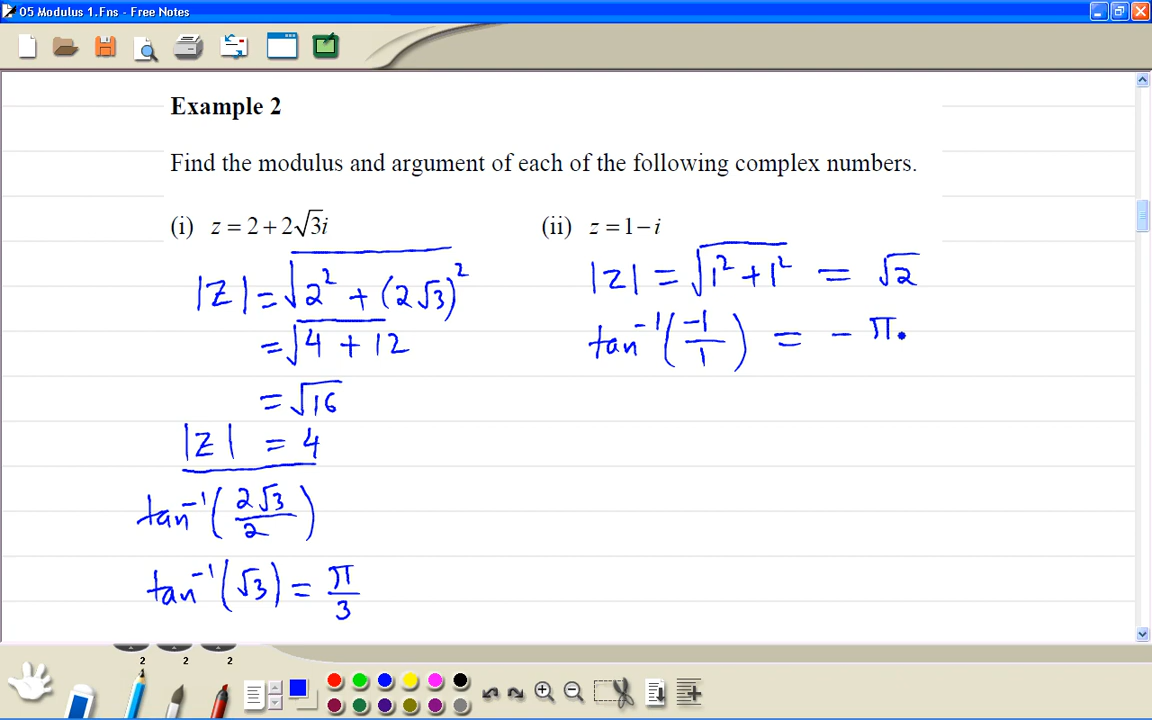 05 Modulus 1.Fns - Free Notes
Example 2
Find the modulus and argument of each of the following complex numbers.
(i) z = 2 + 2√3i
(ii) z = 1 − i
|z| = √(2² + (2√3)²)
= √(4 + 12)
= √16
|z| = 4
tan⁻¹(2√3/2)
tan⁻¹(√3) = π/3
|z| = √(1² + 1²) = √2
tan⁻¹(-1/1) = - π
2 2 2